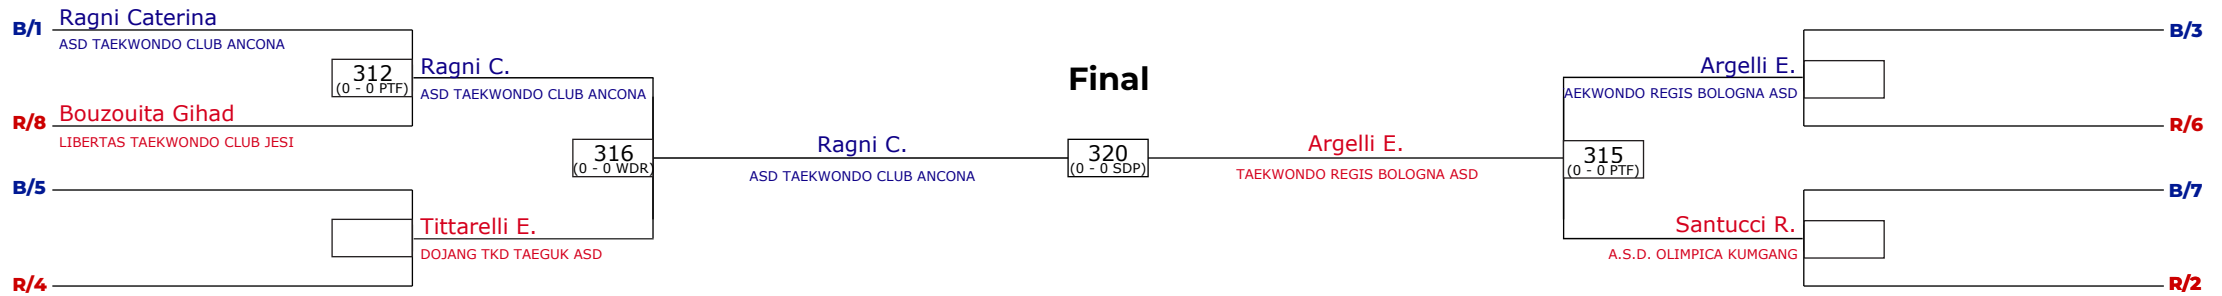 B/1
Ragni Caterina
ASD TAEKWONDO CLUB ANCONA
312
(0 - 0 PTF)
R/8
Bouzouita Gihad
LIBERTAS TAEKWONDO CLUB JESI
Ragni C.
ASD TAEKWONDO CLUB ANCONA
316
(0 - 0 WDR)
B/5
R/4
Tittarelli E.
DOJANG TKD TAEGUK ASD
Ragni C.
ASD TAEKWONDO CLUB ANCONA
Final
320
(0 - 0 SDP)
Argelli E.
TAEKWONDO REGIS BOLOGNA ASD
315
(0 - 0 PTF)
Argelli E.
AEKWONDO REGIS BOLOGNA ASD
B/3
R/6
Santucci R.
A.S.D. OLIMPICA KUMGANG
B/7
R/2